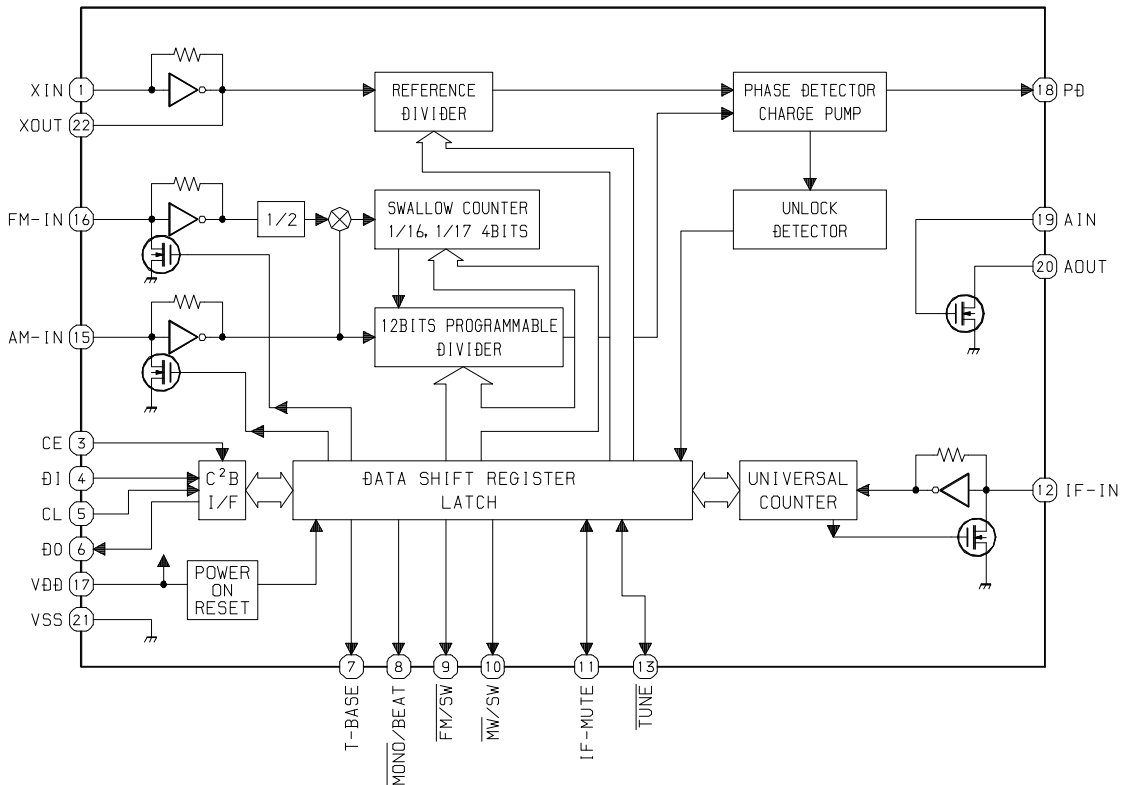 XIN 1
XOUT 22
REFERENCE
DIVIDER
PHASE DETECTOR
CHARGE PUMP
18 PD
FM-IN 16
1/2
SWALLOW COUNTER
1/16, 1/17 4BITS
UNLOCK
DETECTOR
19 AIN
20 AOUT
AM-IN 15
12BITS PROGRAMMABLE
DIVIDER
CE 3
DI 4
CL 5
DO 6
VDD 17
VSS 21
C²B
I/F
DATA SHIFT REGISTER
LATCH
UNIVERSAL
COUNTER
12 IF-IN
POWER
ON
RESET
7
8
9
10
11
13
T-BASE
MONO/BEAT
FM/SW
MW/SW
IF-MUTE
TUNE